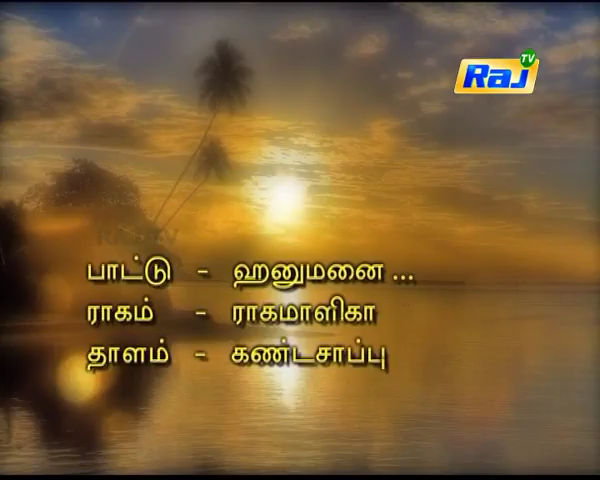 Raj TV
பாட்டு - ஹனுமனை ...
ராகம் - ராகமாளிகா
தாளம் - கண்டசாப்பு